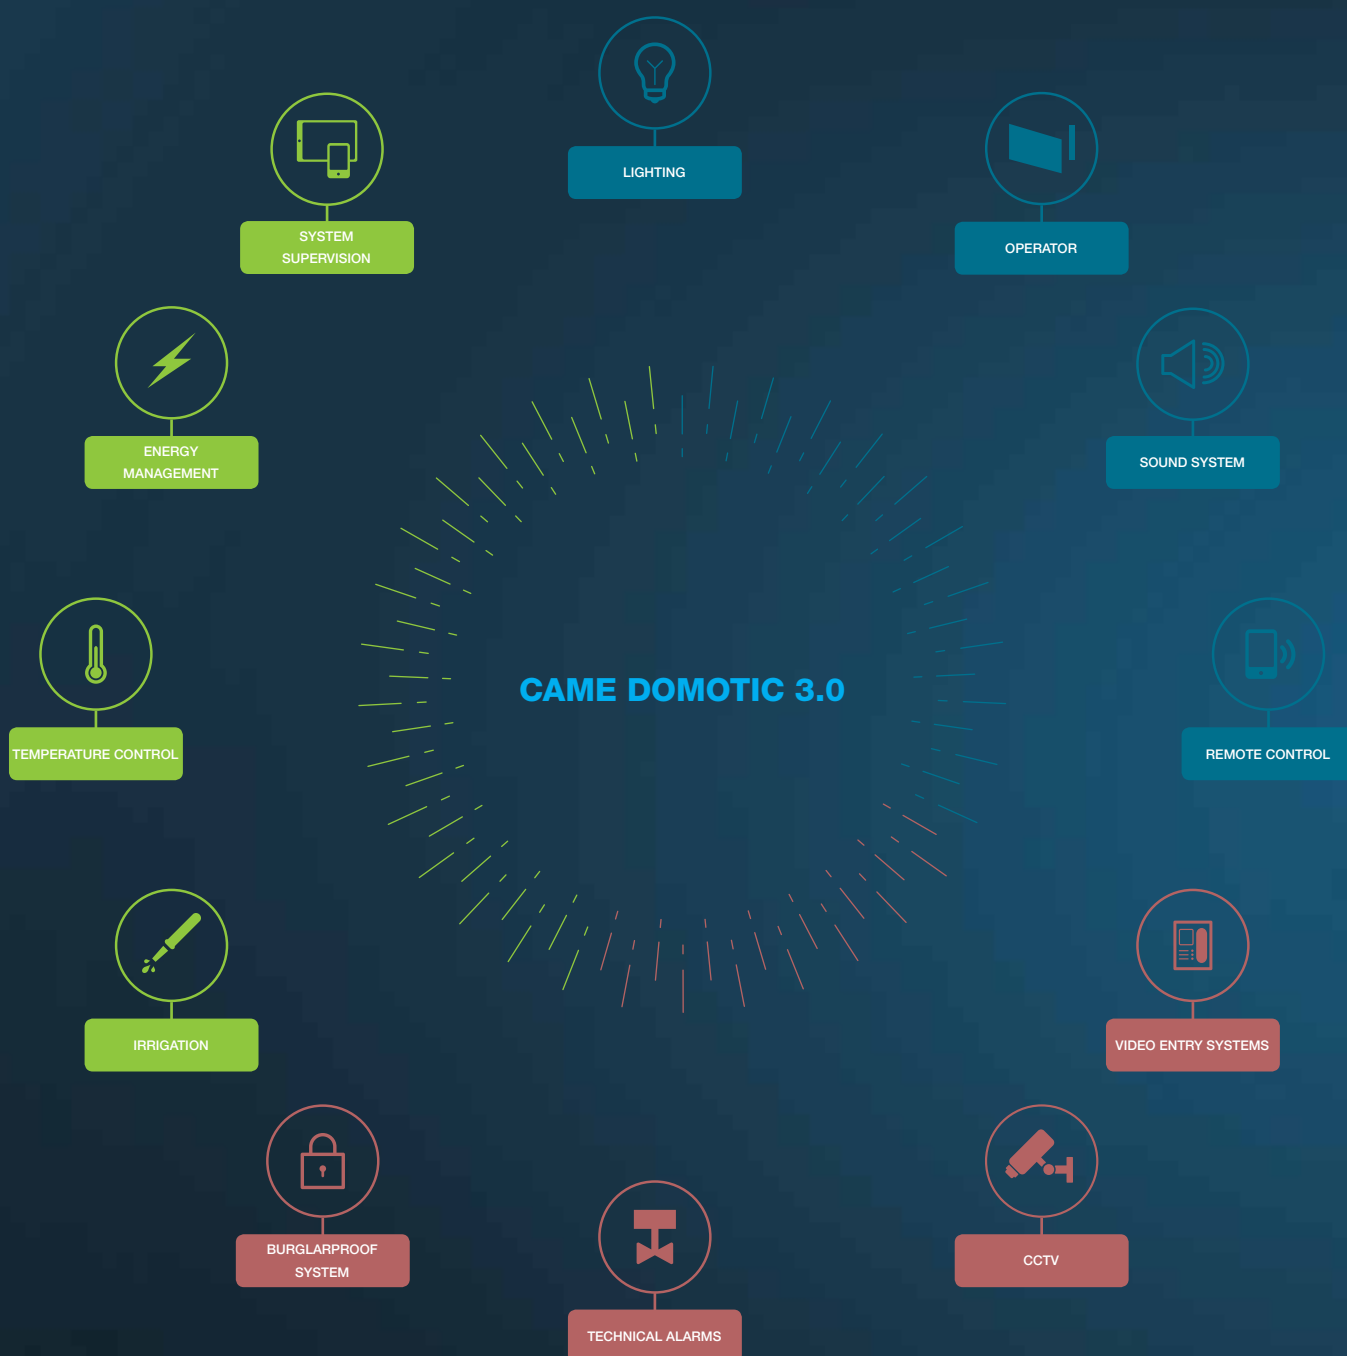 LIGHTING
SYSTEM
SUPERVISION
OPERATOR
ENERGY
MANAGEMENT
SOUND SYSTEM
CAME DOMOTIC 3.0
TEMPERATURE CONTROL
REMOTE CONTROL
IRRIGATION
VIDEO ENTRY SYSTEMS
BURGLARPROOF
SYSTEM
CCTV
TECHNICAL ALARMS